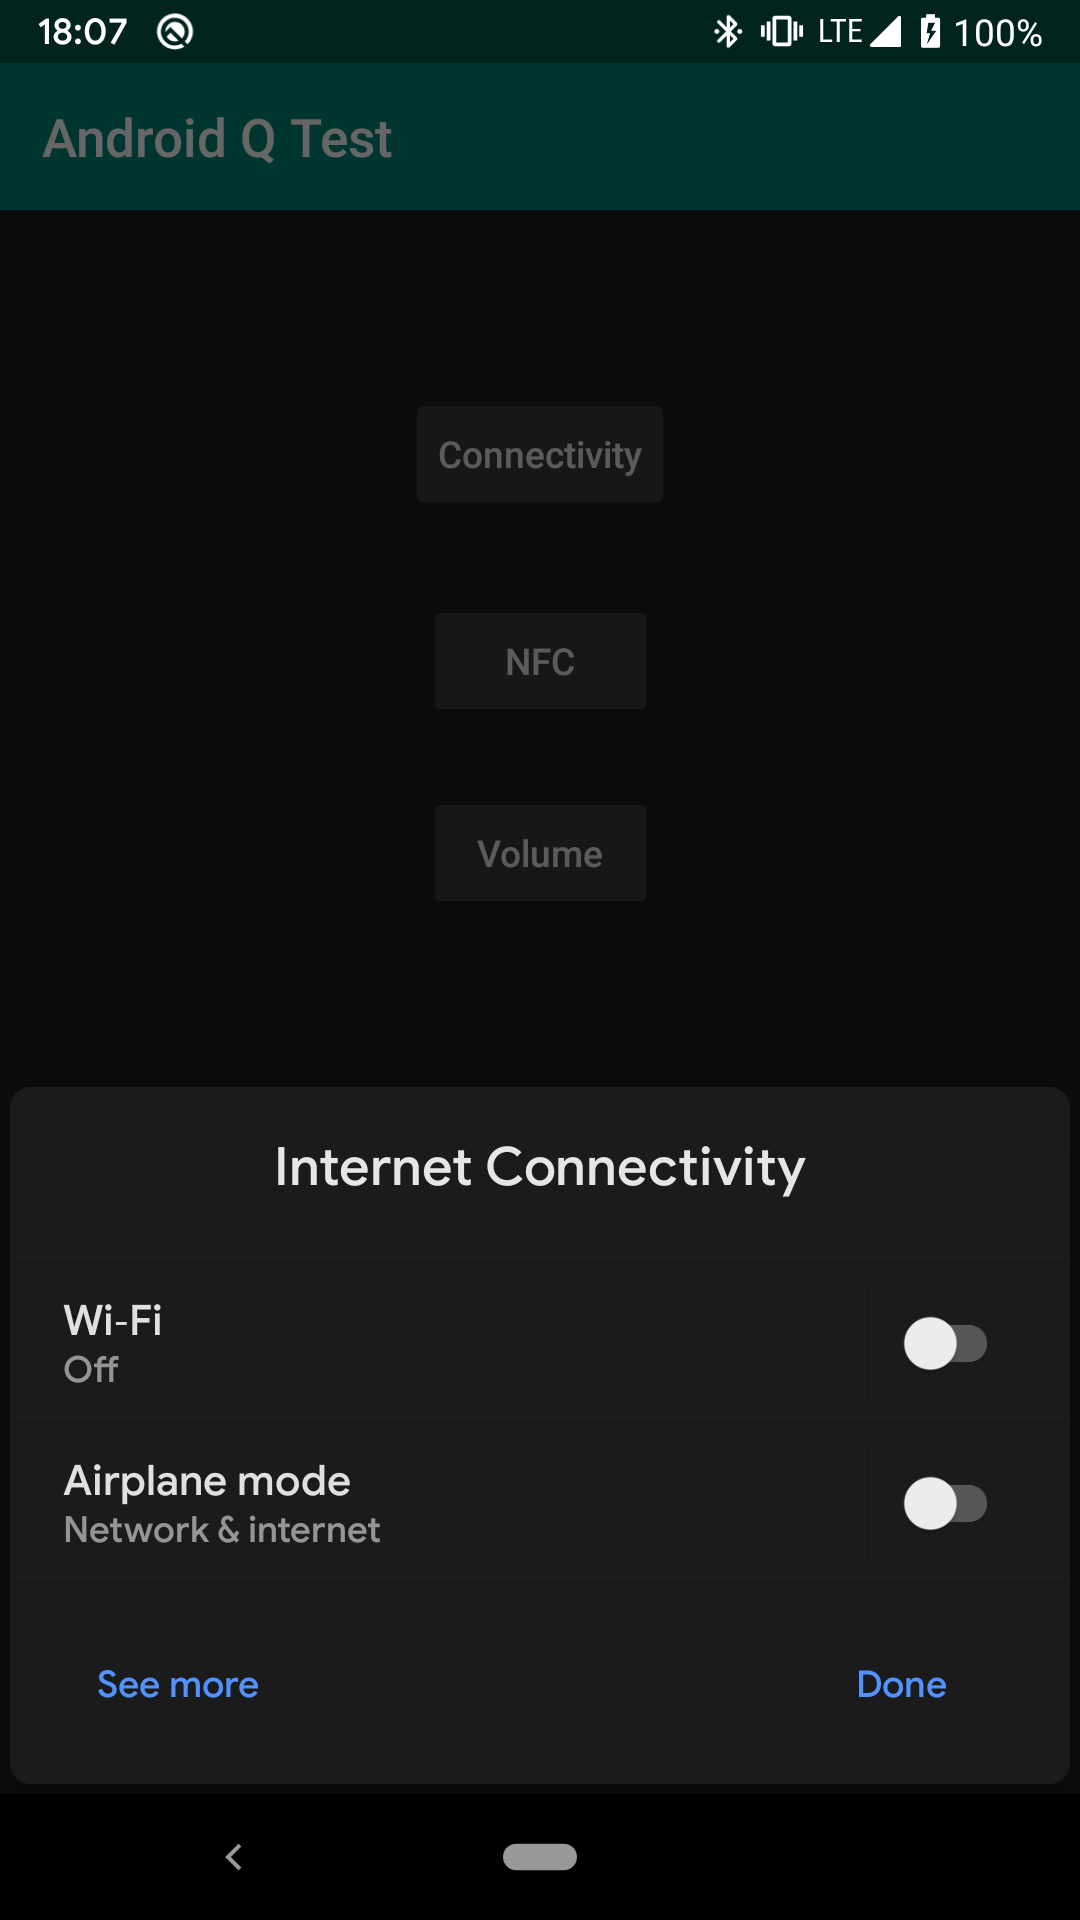 18:07 LTE 100%
Android Q Test
Connectivity
NFC
Volume
Internet Connectivity
Wi-Fi
Off
Airplane mode
Network & internet
See more Done